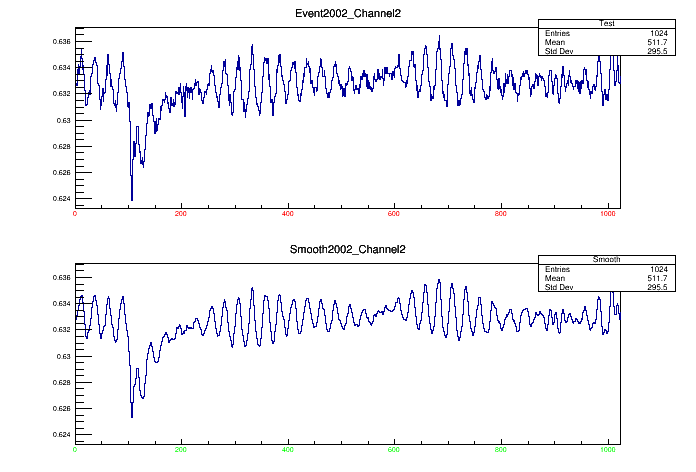 Event2002_Channel2
Test
Entries 1024
Mean 511.7
Std Dev 295.5
0.636
0.634
0.632
0.63
0.628
0.626
0.624
0 200 400 600 800 1000
Smooth2002_Channel2
Smooth
Entries 1024
Mean 511.7
Std Dev 295.5
0.636
0.634
0.632
0.63
0.628
0.626
0.624
0 200 400 600 800 1000